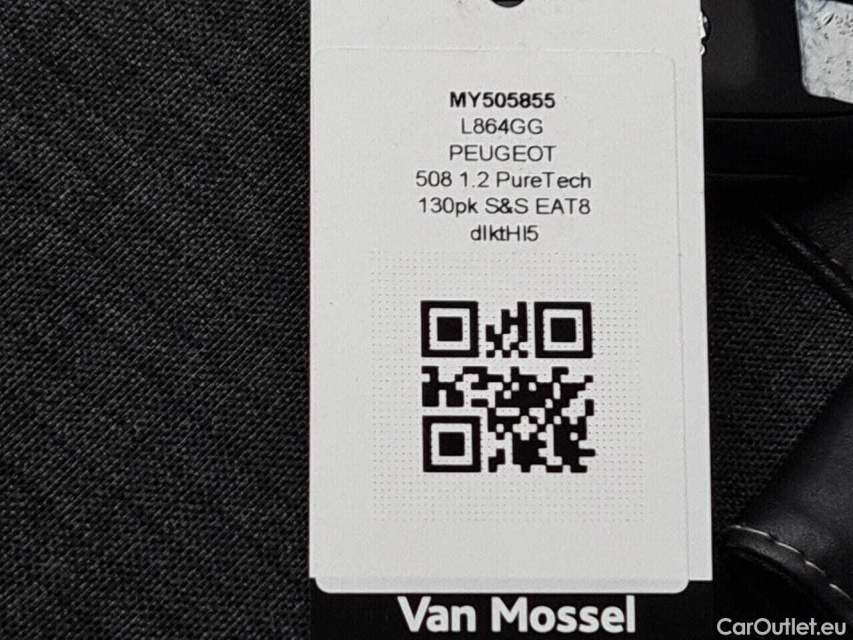 MY505855
L864GG
PEUGEOT
508 1.2 PureTech
130pk S&S EAT8
dIktHI5
Van Mossel
CarOutlet.eu